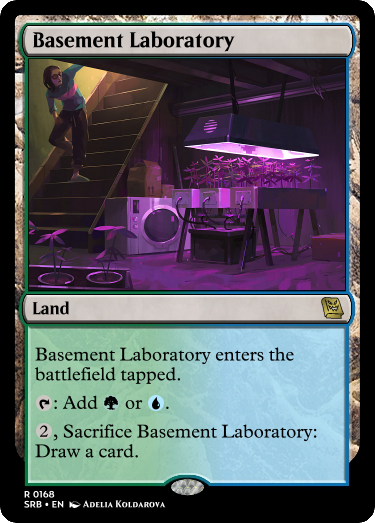 Basement Laboratory
Land
Basement Laboratory enters the
battlefield tapped.
: Add or .
2, Sacrifice Basement Laboratory:
Draw a card.
R 0168
SRB • EN ADELIA KOLDAROVA